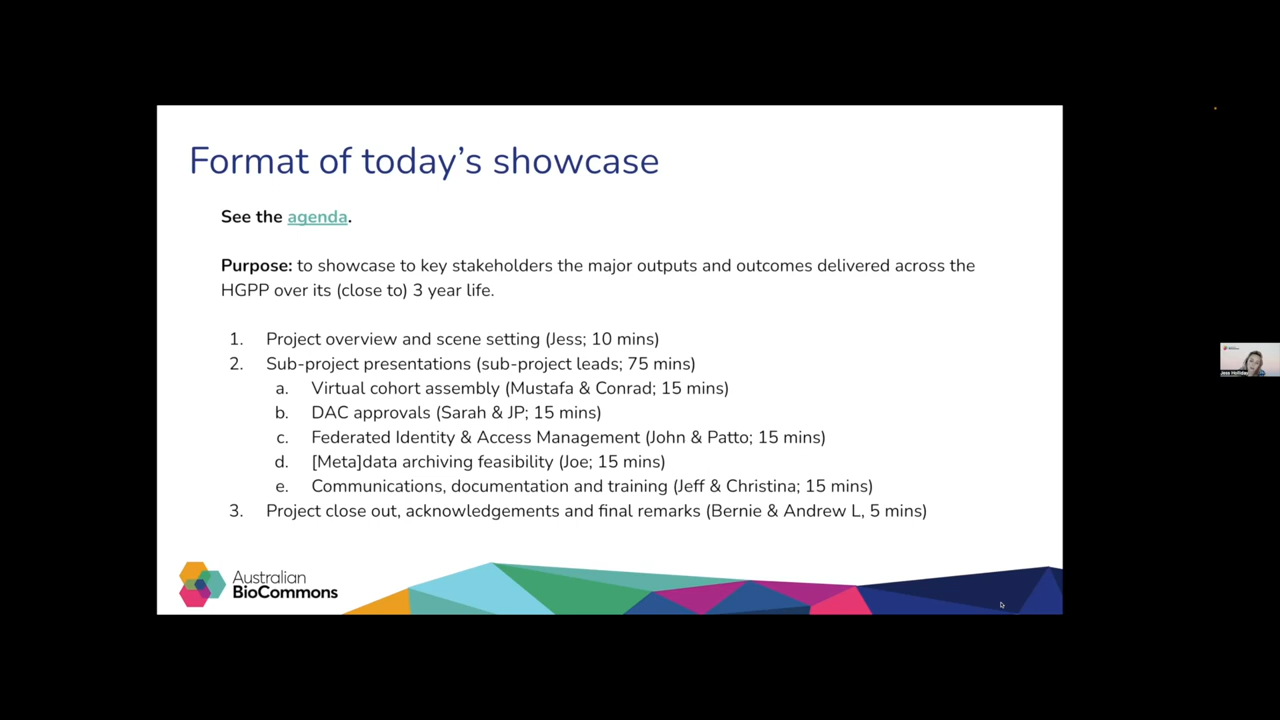 Format of today's showcase
See the agenda.
Purpose: to showcase to key stakeholders the major outputs and outcomes delivered across the
HGPP over its (close to) 3 year life.
1. Project overview and scene setting (Jess; 10 mins)
2. Sub-project presentations (sub-project leads; 75 mins)
a. Virtual cohort assembly (Mustafa & Conrad; 15 mins)
b. DAC approvals (Sarah & JP; 15 mins)
c. Federated Identity & Access Management (John & Patto; 15 mins)
d. [Meta]data archiving feasibility (Joe; 15 mins)
e. Communications, documentation and training (Jeff & Christina; 15 mins)
3. Project close out, acknowledgements and final remarks (Bernie & Andrew L, 5 mins)
Australian
BioCommons
Jess Holliday